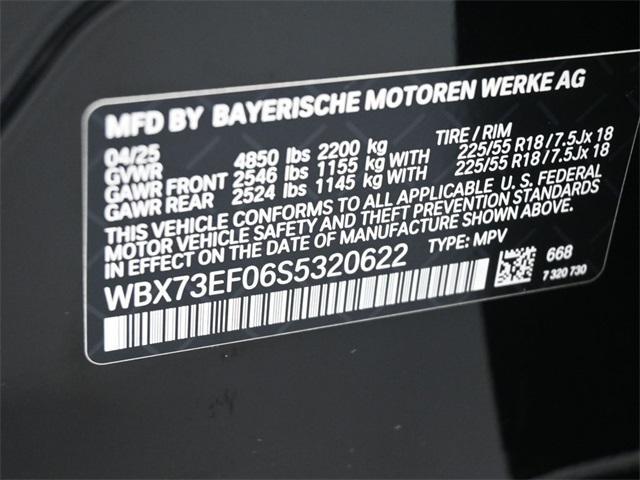 MFD BY BAYERISCHE MOTOREN WERKE AG
04/25 TIRE / RIM
GVWR 4850 lbs 2200 kg
GAWR FRONT 2546 lbs 1155 kg WITH 225/55 R18 / 7.5Jx 18
GAWR REAR 2524 lbs 1145 kg WITH 225/55 R18 / 7.5Jx 18
THIS VEHICLE CONFORMS TO ALL APPLICABLE U. S. FEDERAL
MOTOR VEHICLE SAFETY AND THEFT PREVENTION STANDARDS
IN EFFECT ON THE DATE OF MANUFACTURE SHOWN ABOVE.
TYPE: MPV
WBX73EF06S5320622
668
7 320 730